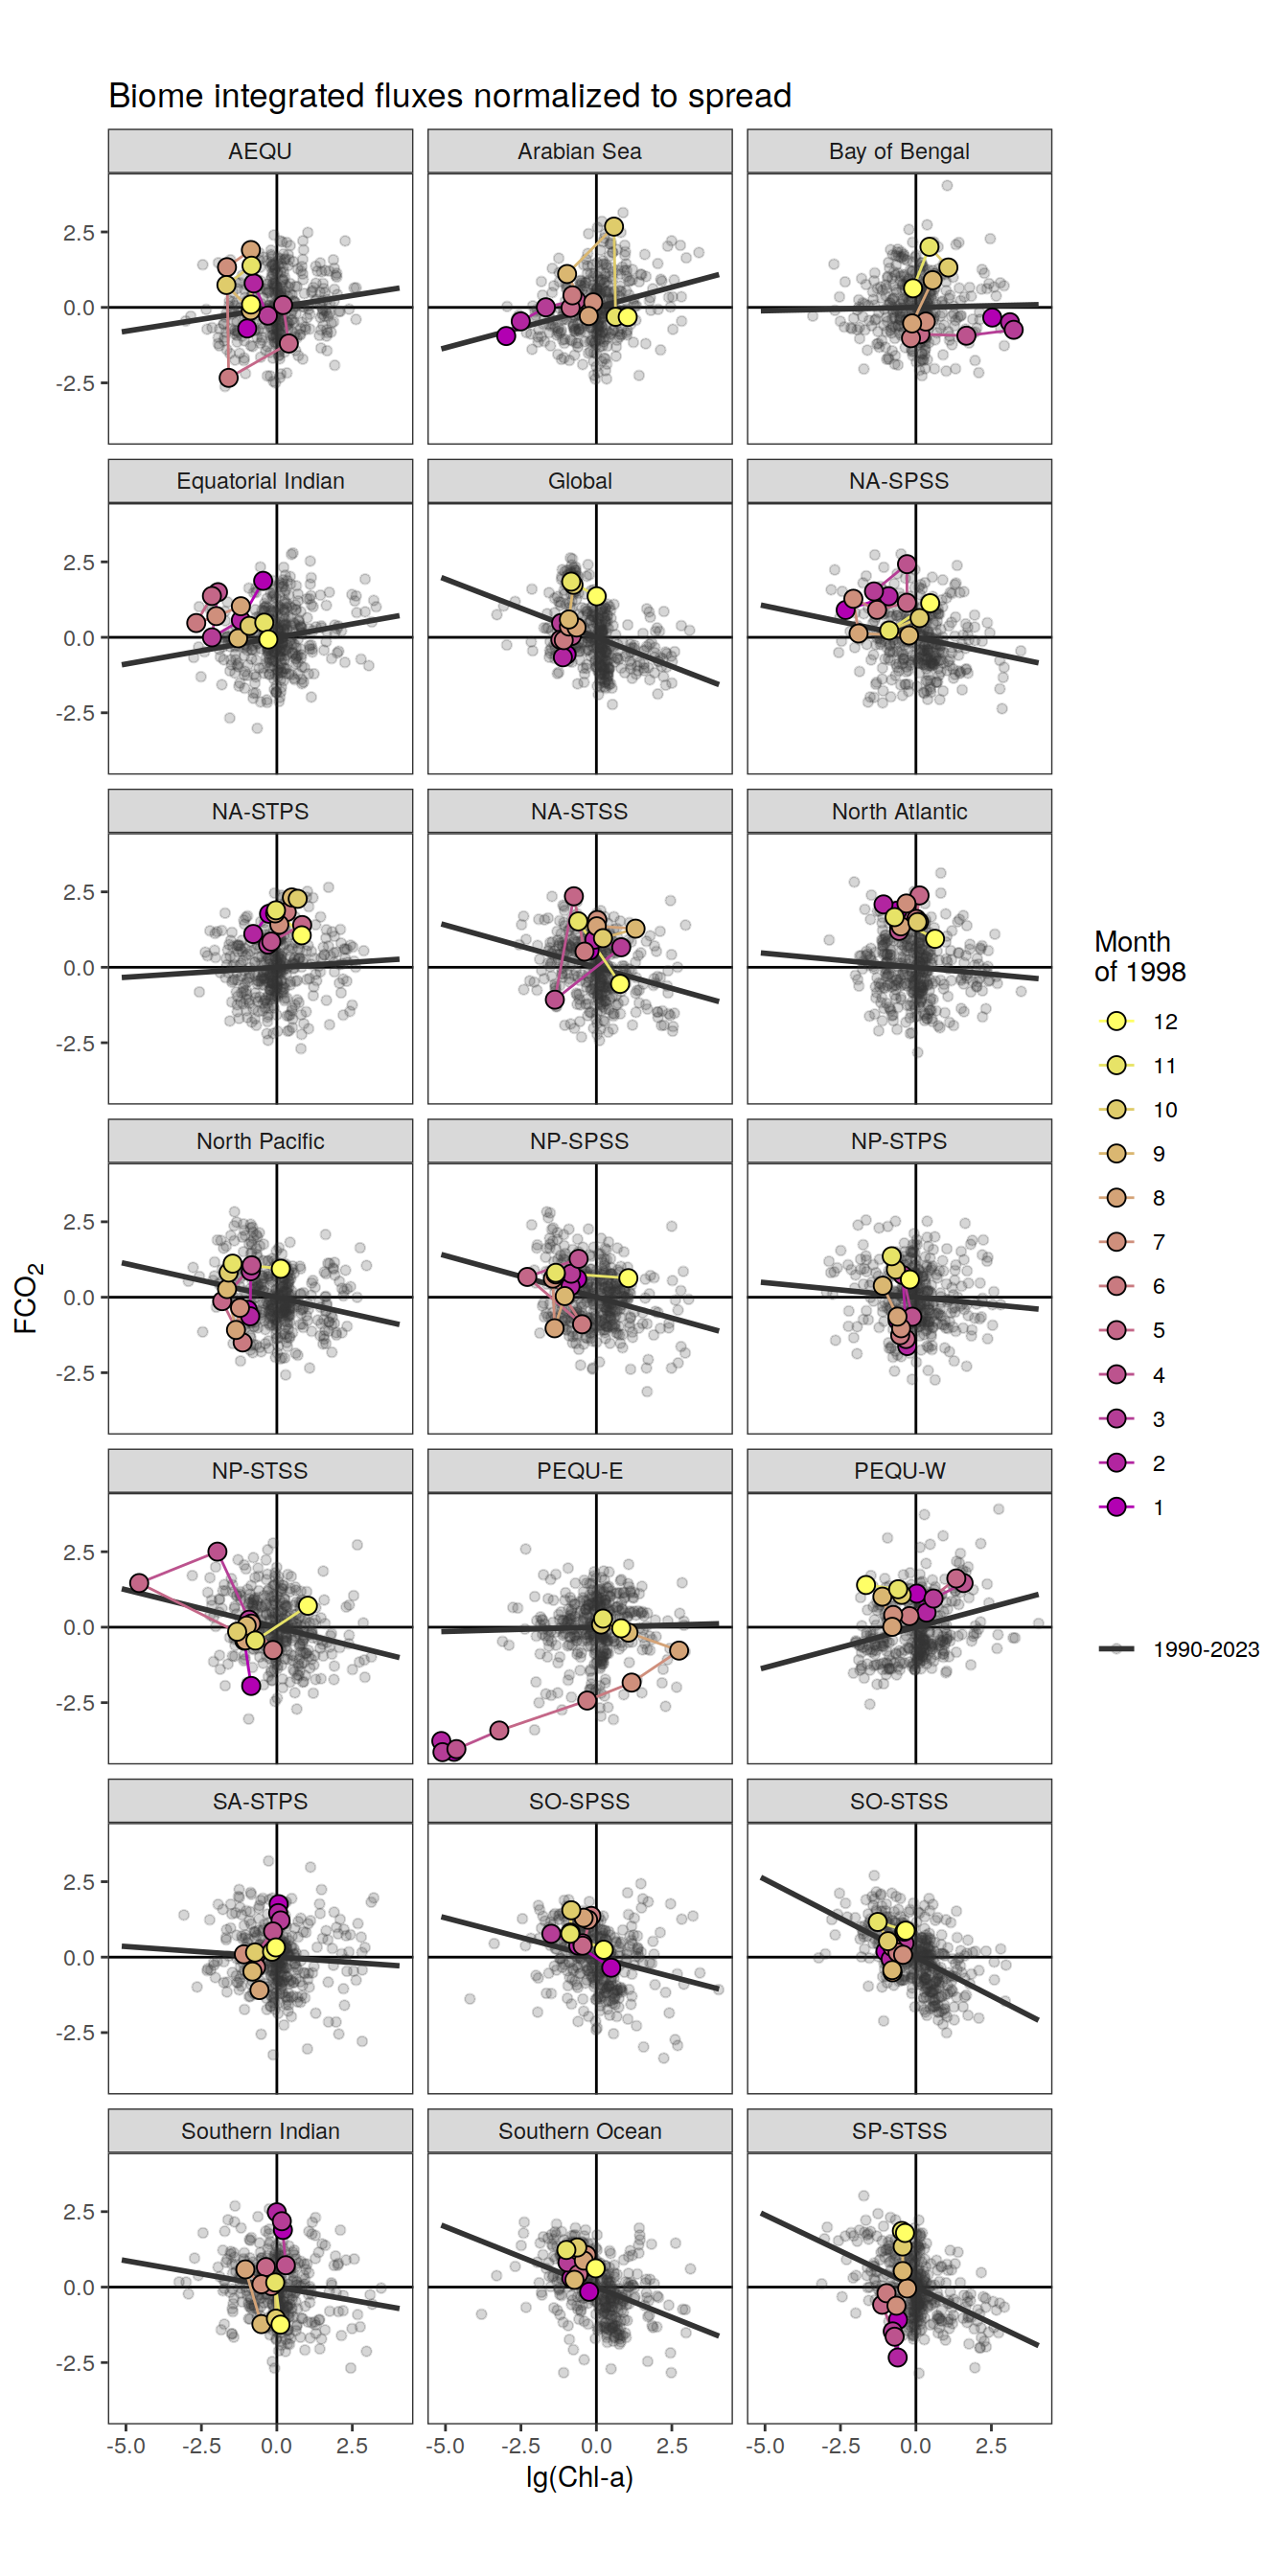 Biome integrated fluxes normalized to spread
AEQU
Arabian Sea
Bay of Bengal
2.5
0.0
-2.5
Equatorial Indian
Global
NA-SPSS
2.5
0.0
-2.5
NA-STPS
NA-STSS
North Atlantic
2.5
0.0
-2.5
North Pacific
NP-SPSS
NP-STPS
2.5
0.0
-2.5
NP-STSS
PEQU-E
PEQU-W
2.5
0.0
-2.5
SA-STPS
SO-SPSS
SO-STSS
2.5
0.0
-2.5
Southern Indian
Southern Ocean
SP-STSS
2.5
0.0
-2.5
-5.0 -2.5 0.0 2.5
-5.0 -2.5 0.0 2.5
-5.0 -2.5 0.0 2.5
lg(Chl-a)
FCO₂
Month
of 1998
12
11
10
9
8
7
6
5
4
3
2
1
1990-2023